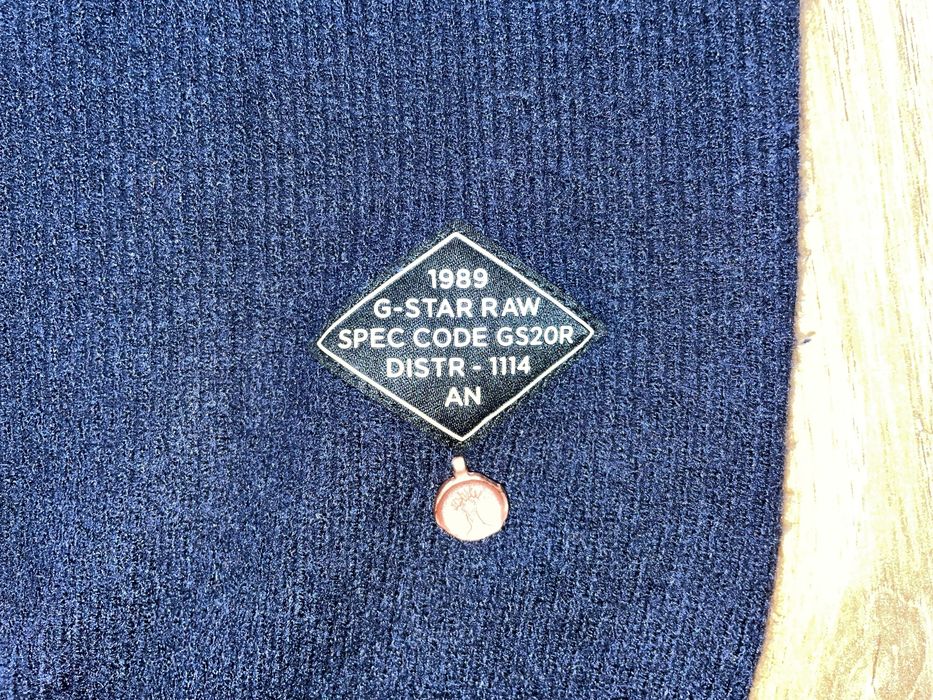 1989
G-STAR RAW
SPEC CODE GS20R
DISTR - 1114
AN